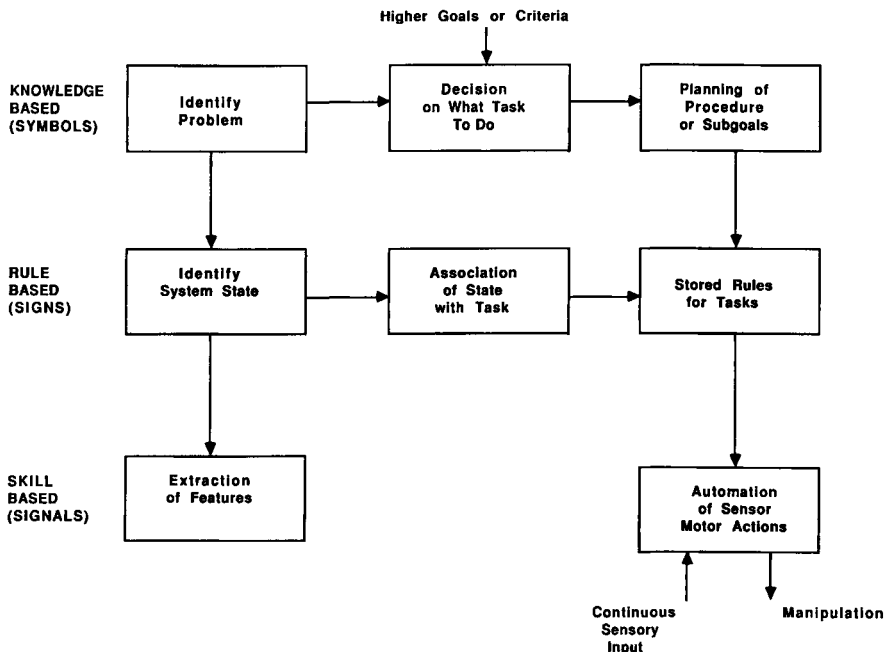 Higher Goals or Criteria
KNOWLEDGE
BASED
(SYMBOLS)
Identify
Problem
Decision
on What Task
To Do
Planning of
Procedure
or Subgoals
RULE
BASED
(SIGNS)
Identify
System State
Association
of State
with Task
Stored Rules
for Tasks
SKILL
BASED
(SIGNALS)
Extraction
of Features
Automation
of Sensor
Motor Actions
Continuous
Sensory
Input
Manipulation